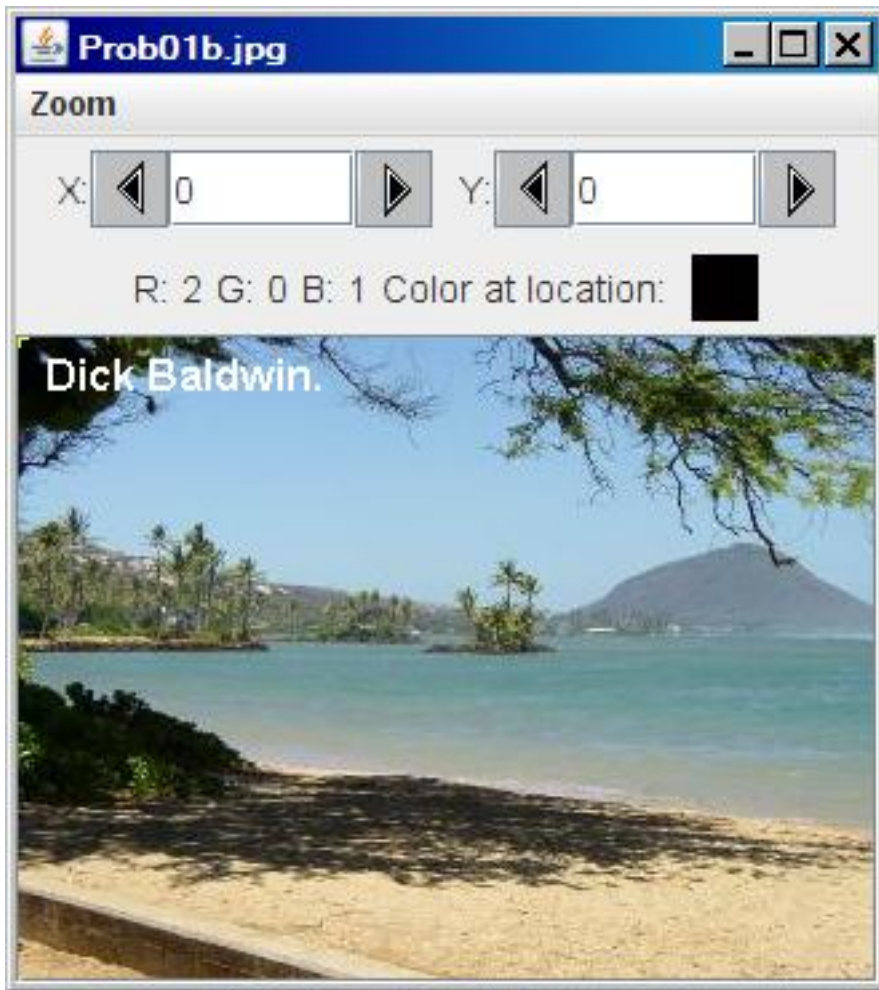 Prob01b.jpg
Zoom
X: 0 Y: 0
R: 2 G: 0 B: 1 Color at location:
Dick Baldwin.